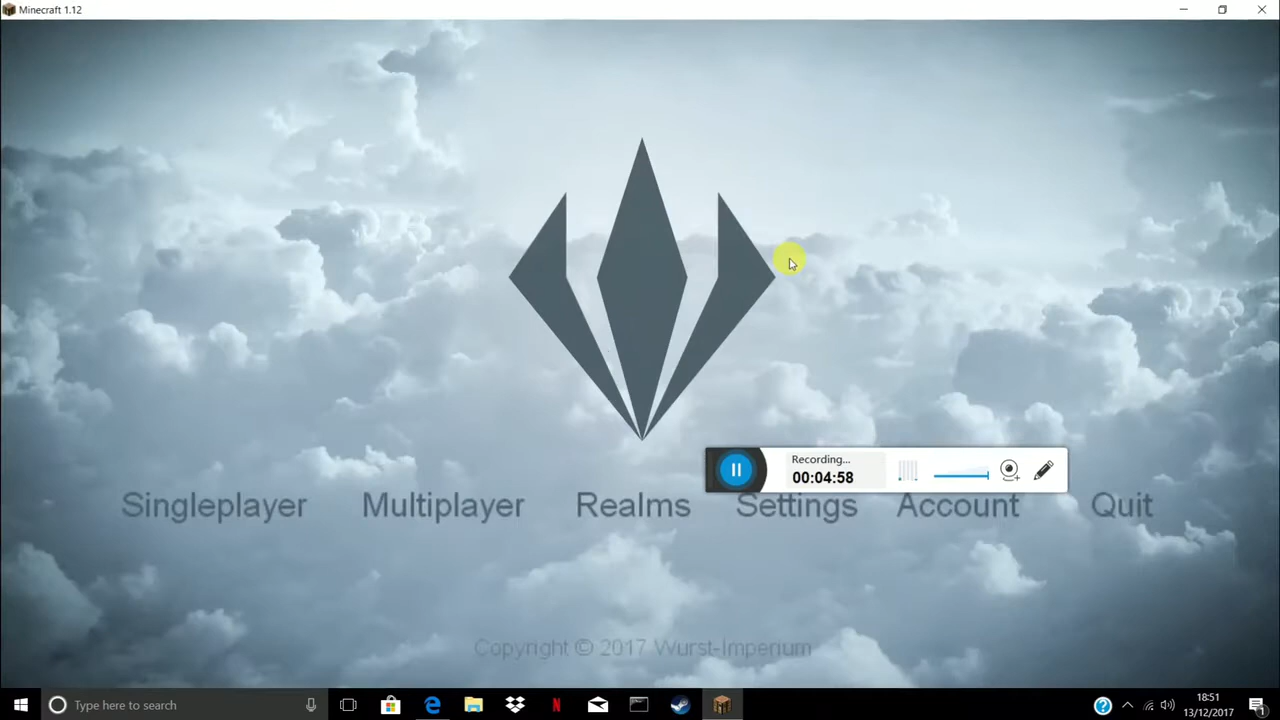 Minecraft 1.12
Recording...
00:04:58
Singleplayer Multiplayer Realms Settings Account Quit
Copyright © 2017 Wurst-Imperium
Type here to search
18:51
13/12/2017